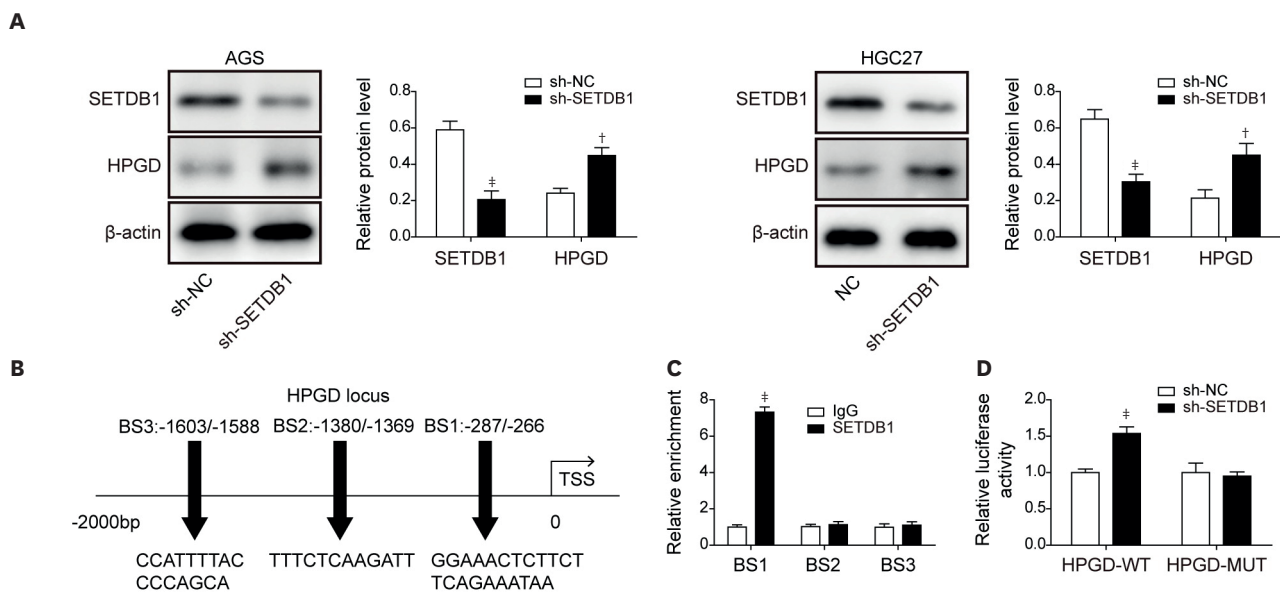 A
AGS
SETDB1
HPGD
β-actin
sh-NC
sh-SETDB1
Relative protein level
0.8
0.6
0.4
0.2
0.0
sh-NC
sh-SETDB1
‡
†
SETDB1
HPGD
HGC27
SETDB1
HPGD
β-actin
NC
sh-SETDB1
Relative protein level
0.8
0.6
0.4
0.2
0.0
sh-NC
sh-SETDB1
‡
†
SETDB1
HPGD
B
HPGD locus
BS3:-1603/-1588 BS2:-1380/-1369 BS1:-287/-266
TSS
-2000bp
0
CCATTTTAC
CCCAGCA
TTTCTCAAGATT
GGAAACTCTTCT
TCAGAAATAA
C
Relative enrichment
8
6
4
2
0
‡
IgG
SETDB1
BS1
BS2
BS3
D
Relative luciferase
activity
2.0
1.5
1.0
0.5
0.0
‡
sh-NC
sh-SETDB1
HPGD-WT
HPGD-MUT